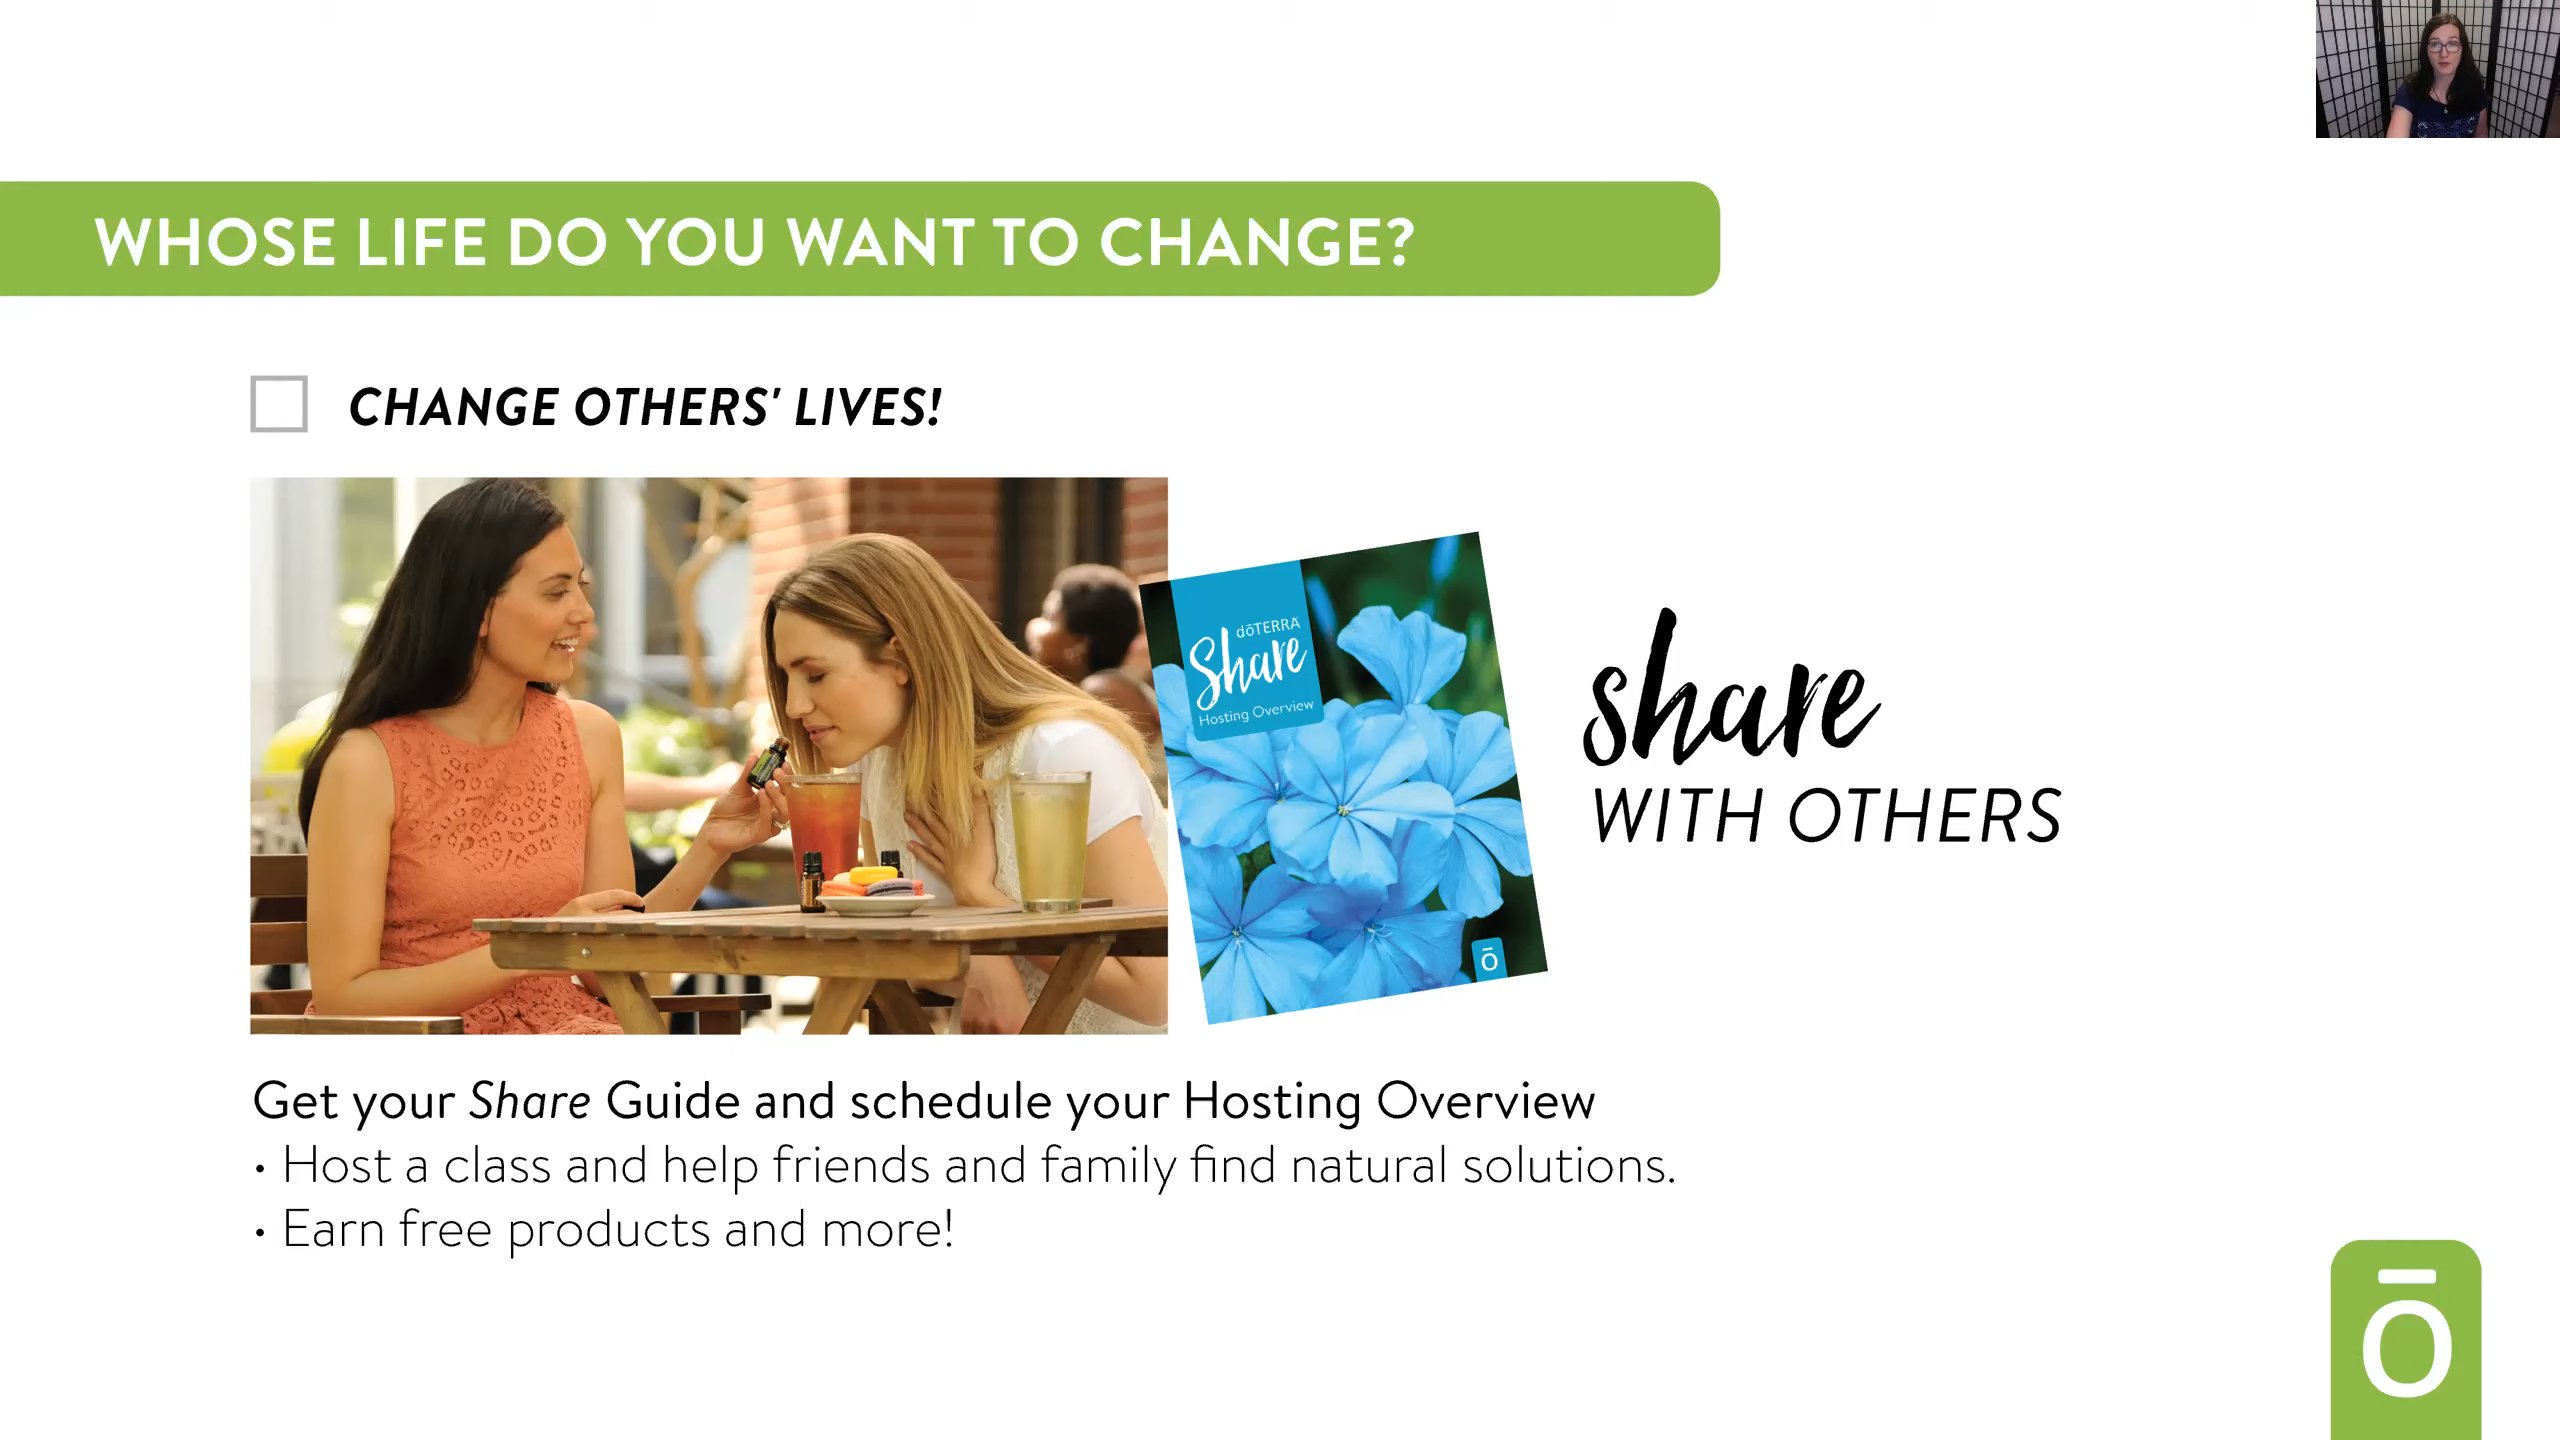 WHOSE LIFE DO YOU WANT TO CHANGE?
CHANGE OTHERS' LIVES!
dōTERRA
Share
Hosting Overview
ō
share
WITH OTHERS
Get your Share Guide and schedule your Hosting Overview
• Host a class and help friends and family find natural solutions.
• Earn free products and more!
ō